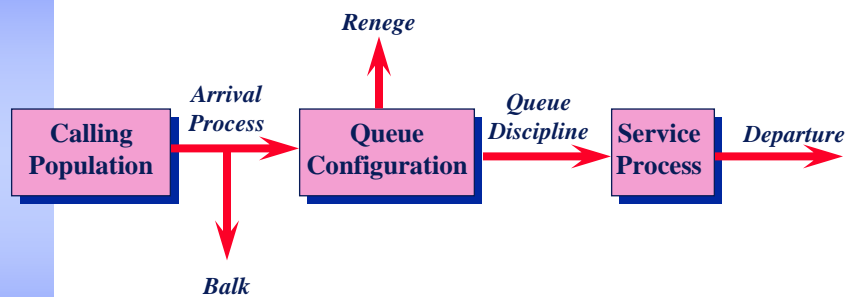 Renege
Arrival
Process
Queue
Discipline
Calling
Population
Queue
Configuration
Service
Process
Departure
Balk